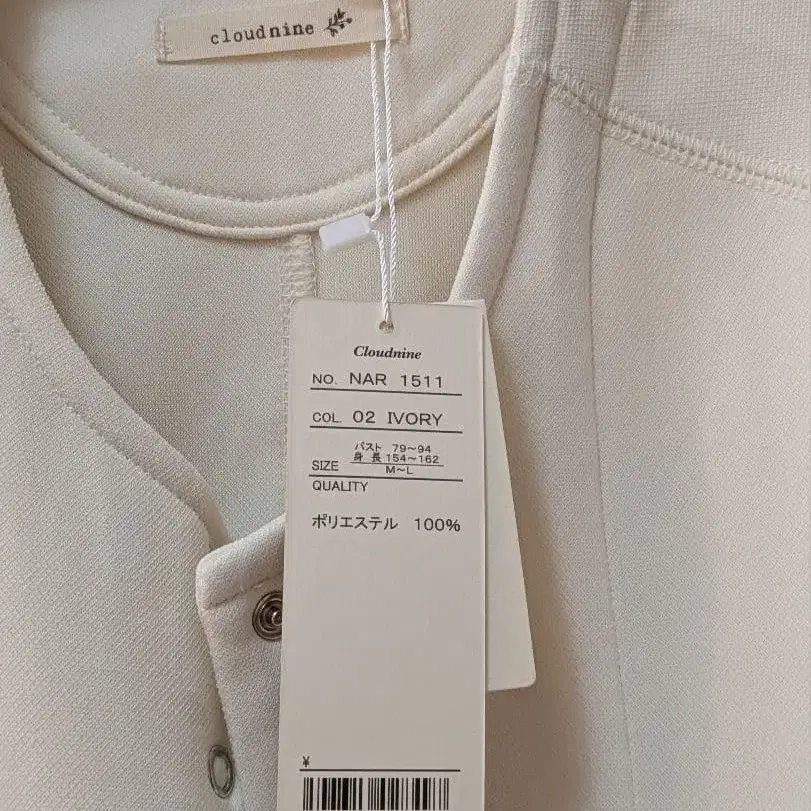 cloudnine
Cloudnine
NO. NAR 1511
COL. 02 IVORY
バスト 79〜94
身長 154〜162
SIZE M〜L
QUALITY
ポリエステル 100%
¥